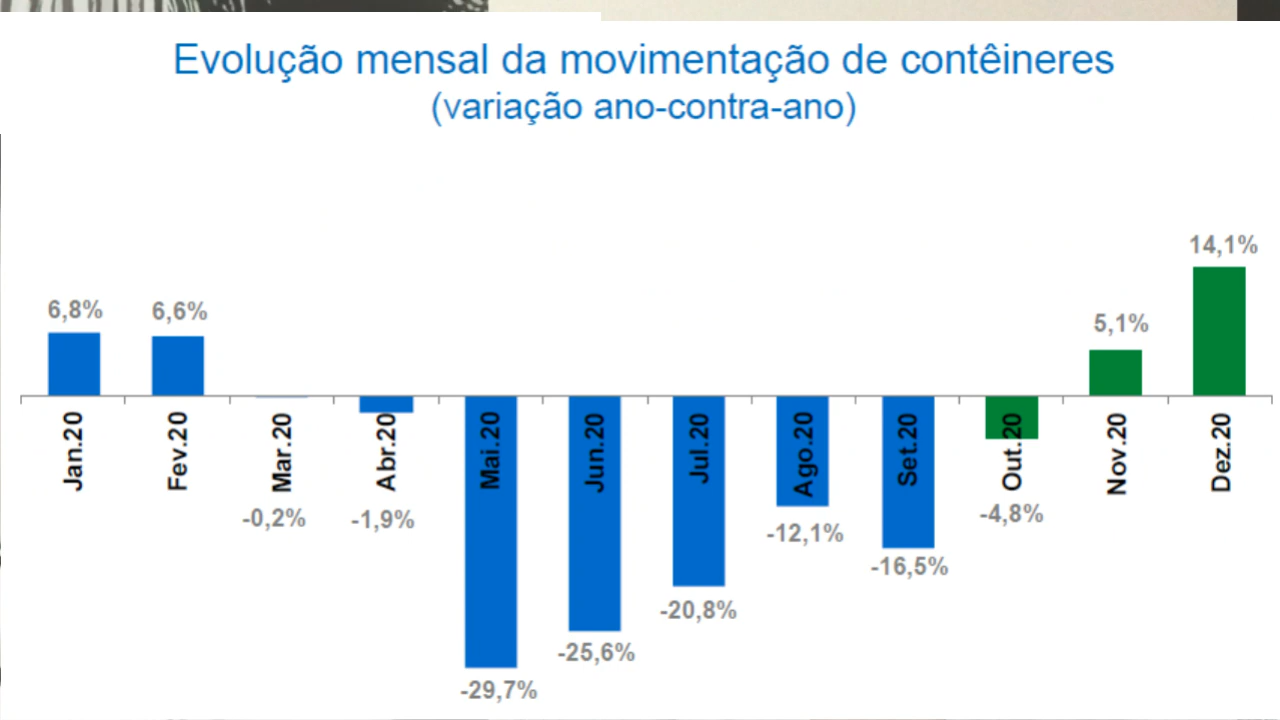 Evolução mensal da movimentação de contêineres
(variação ano-contra-ano)
14,1%
6,8%
6,6%
5,1%
Jan.20
Fev.20
Mar.20
Abr.20
Mai.20
Jun.20
Jul.20
Ago.20
Set.20
Out.20
Nov.20
Dez.20
-0,2%
-1,9%
-4,8%
-12,1%
-16,5%
-20,8%
-25,6%
-29,7%